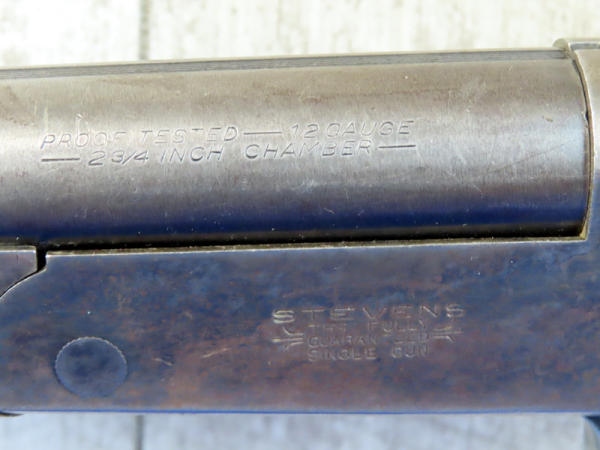 PROOF TESTED — 12 GAUGE
— 2 3/4 INCH CHAMBER —
STEVENS
THE FULLY
GUARANTEED
SINGLE GUN